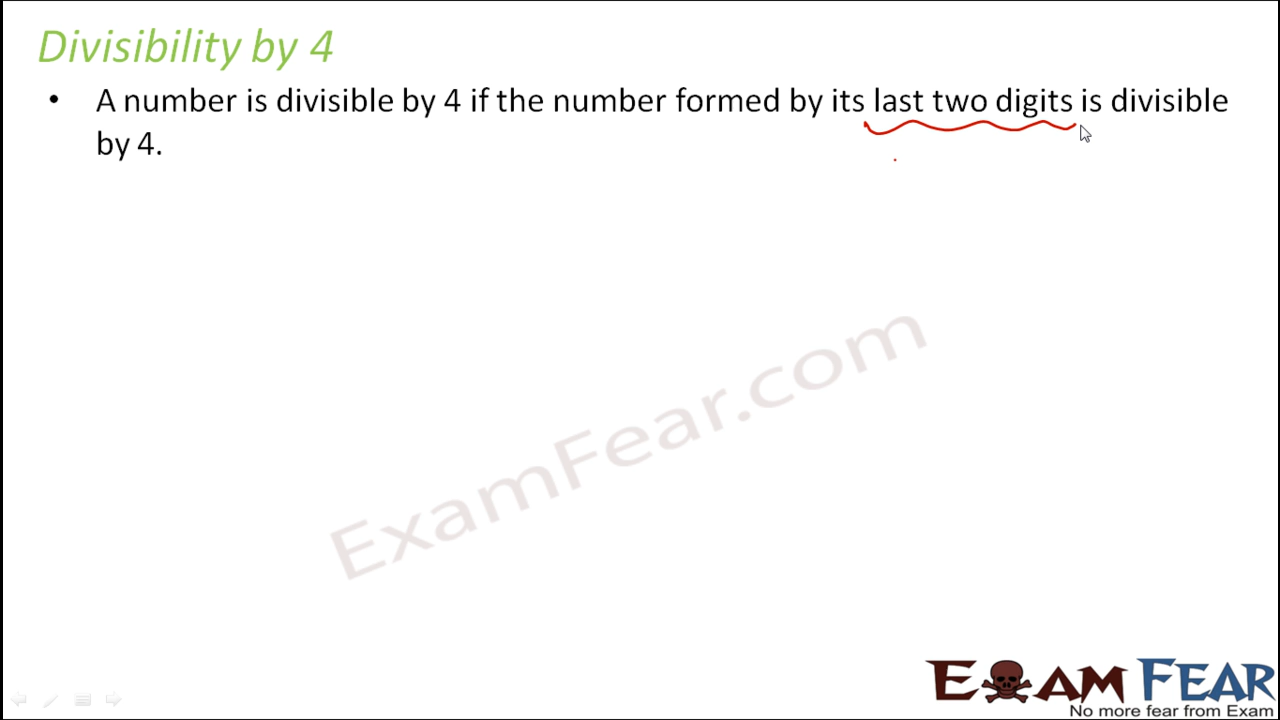 Divisibility by 4
• A number is divisible by 4 if the number formed by its last two digits is divisible
by 4.
ExamFear.com
EXAM FEAR
No more fear from Exam